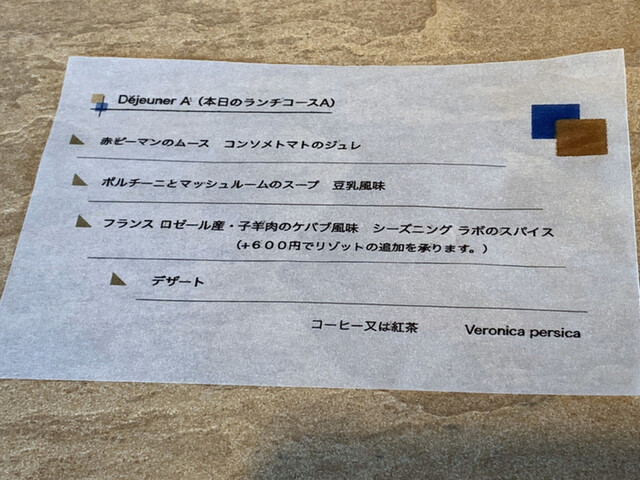 Déjeuner A（本日のランチコースA）
赤ピーマンのムース　コンソメトマトのジュレ
ポルチーニとマッシュルームのスープ　豆乳風味
フランス ロゼール産・子羊肉のケバブ風味　シーズニング ラボのスパイス
（+６００円でリゾットの追加を承ります。）
デザート
コーヒー又は紅茶　Veronica persica